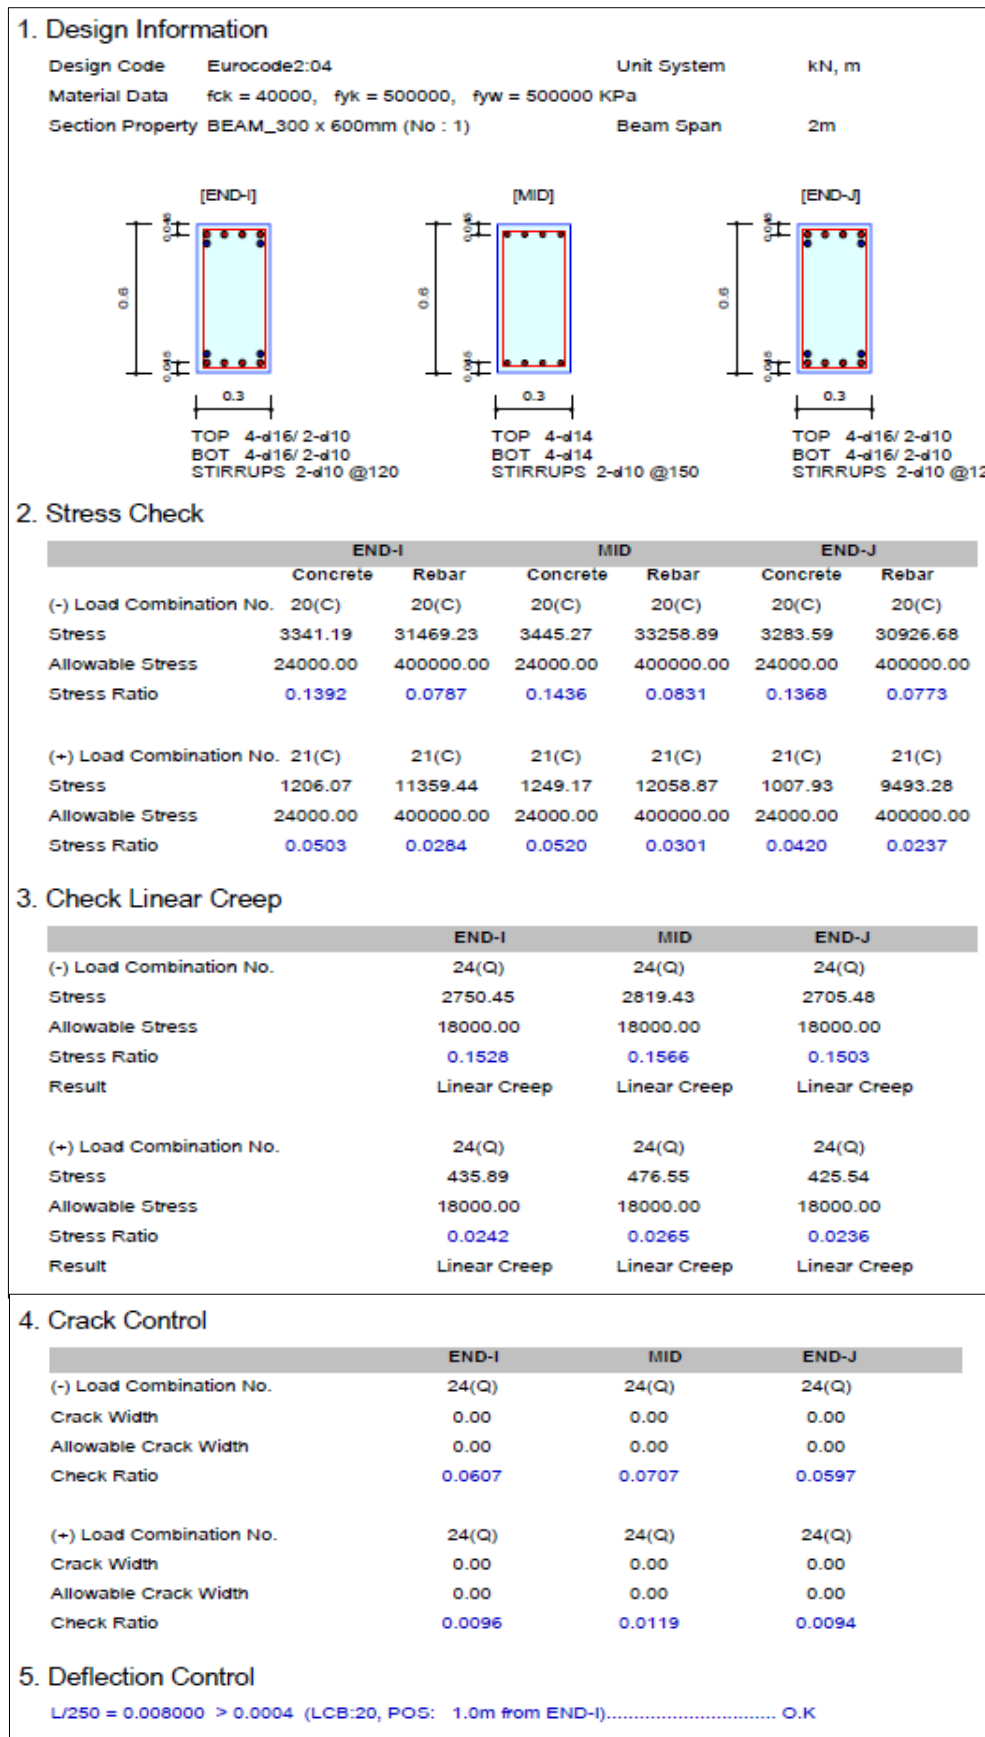 1. Design Information
Design Code Eurocode2:04 Unit System kN, m
Material Data fck = 40000, fyk = 500000, fyw = 500000 KPa
Section Property BEAM_300 x 600mm (No : 1) Beam Span 2m
[END-I] [MID] [END-J]
0.6 0.6 0.6
0.3 0.3 0.3
TOP 4-d16/ 2-d10 TOP 4-d14 TOP 4-d16/ 2-d10
BOT 4-d16/ 2-d10 BOT 4-d14 BOT 4-d16/ 2-d10
STIRRUPS 2-d10 @120 STIRRUPS 2-d10 @150 STIRRUPS 2-d10 @12
2. Stress Check
END-I MID END-J
Concrete Rebar Concrete Rebar Concrete Rebar
(-) Load Combination No. 20(C) 20(C) 20(C) 20(C) 20(C) 20(C)
Stress 3341.19 31469.23 3445.27 33258.89 3283.59 30926.68
Allowable Stress 24000.00 400000.00 24000.00 400000.00 24000.00 400000.00
Stress Ratio 0.1392 0.0787 0.1436 0.0831 0.1368 0.0773
(+) Load Combination No. 21(C) 21(C) 21(C) 21(C) 21(C) 21(C)
Stress 1206.07 11359.44 1249.17 12058.87 1007.93 9493.28
Allowable Stress 24000.00 400000.00 24000.00 400000.00 24000.00 400000.00
Stress Ratio 0.0503 0.0284 0.0520 0.0301 0.0420 0.0237
3. Check Linear Creep
END-I MID END-J
(-) Load Combination No. 24(Q) 24(Q) 24(Q)
Stress 2750.45 2819.43 2705.48
Allowable Stress 18000.00 18000.00 18000.00
Stress Ratio 0.1528 0.1566 0.1503
Result Linear Creep Linear Creep Linear Creep
(+) Load Combination No. 24(Q) 24(Q) 24(Q)
Stress 435.89 476.55 425.54
Allowable Stress 18000.00 18000.00 18000.00
Stress Ratio 0.0242 0.0265 0.0236
Result Linear Creep Linear Creep Linear Creep
4. Crack Control
END-I MID END-J
(-) Load Combination No. 24(Q) 24(Q) 24(Q)
Crack Width 0.00 0.00 0.00
Allowable Crack Width 0.00 0.00 0.00
Check Ratio 0.0607 0.0707 0.0597
(+) Load Combination No. 24(Q) 24(Q) 24(Q)
Crack Width 0.00 0.00 0.00
Allowable Crack Width 0.00 0.00 0.00
Check Ratio 0.0096 0.0119 0.0094
5. Deflection Control
L/250 = 0.008000 > 0.0004 (LCB:20, POS: 1.0m from END-I)............................... O.K